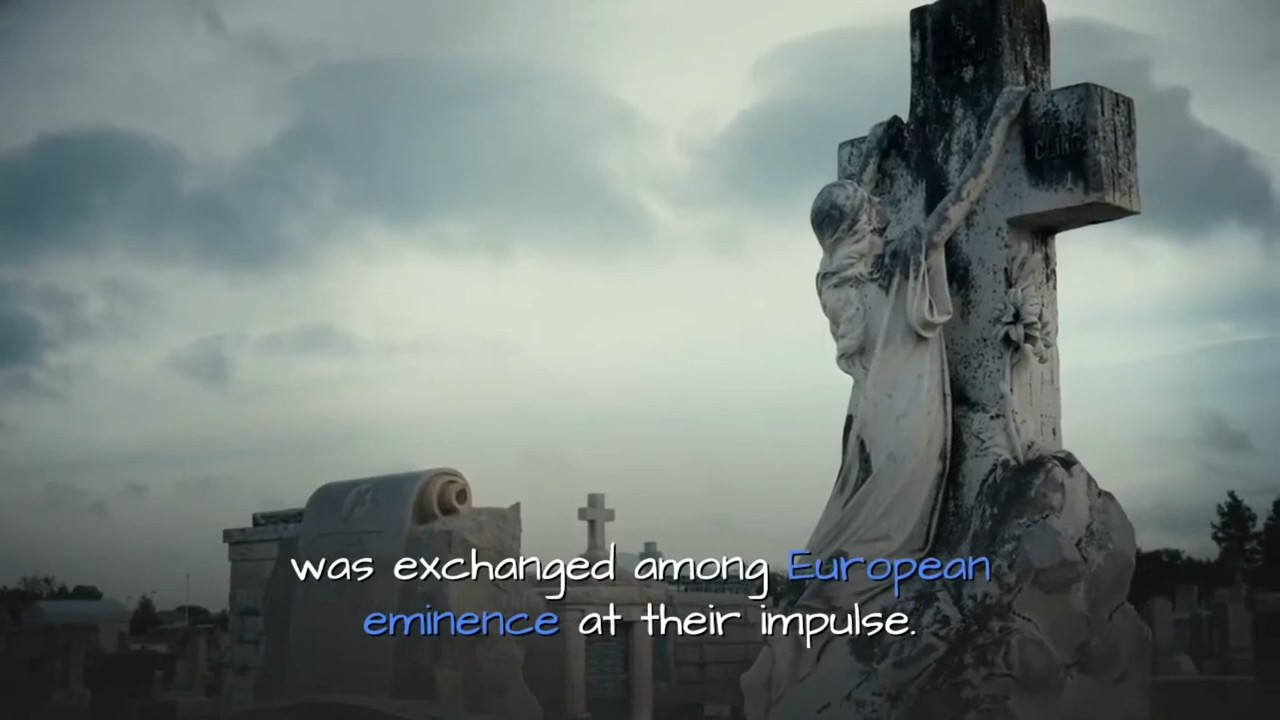 was exchanged among European
eminence at their impulse.